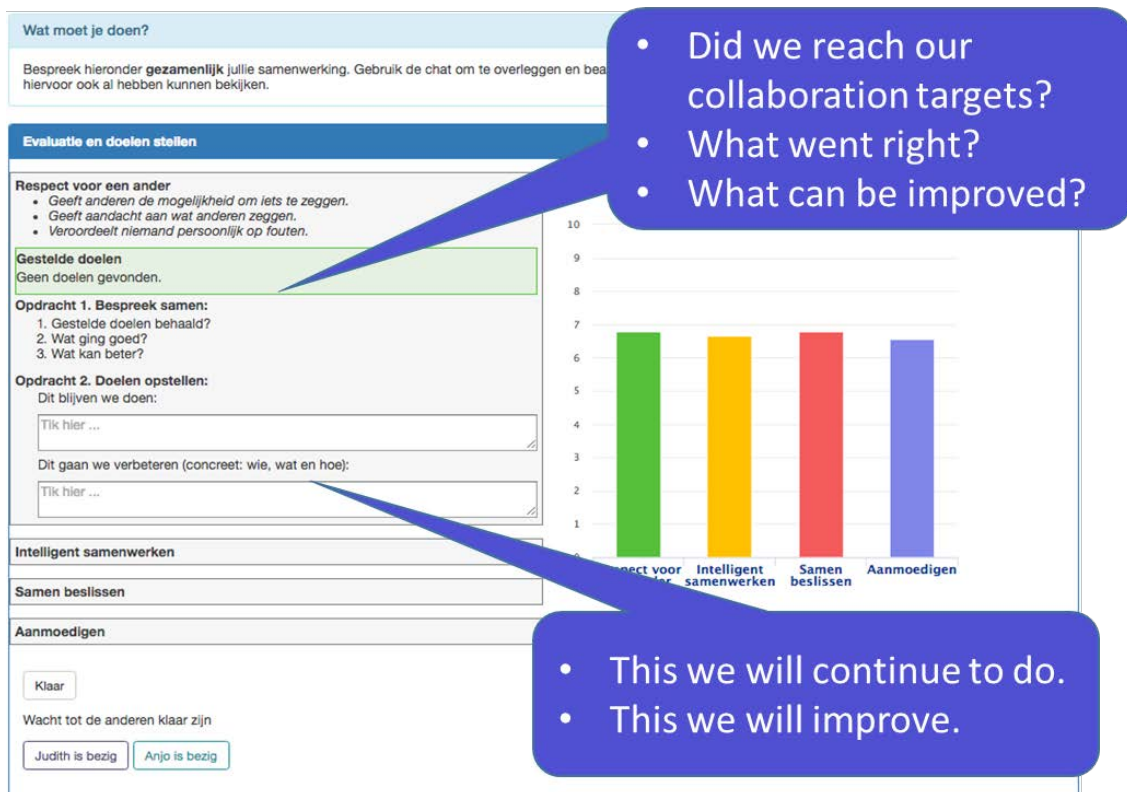 Wat moet je doen?
Bespreek hieronder gezamenlijk jullie samenwerking. Gebruik de chat om te overleggen en
hiervoor ook al hebben kunnen bekijken.
• Did we reach our
collaboration targets?
• What went right?
• What can be improved?
Evaluatie en doelen stellen
Respect voor een ander
• Geeft anderen de mogelijkheid om iets te zeggen.
• Geeft aandacht aan wat anderen zeggen.
• Veroordeelt niemand persoonlijk op fouten.
Gestelde doelen
Geen doelen gevonden.
Opdracht 1. Bespreek samen:
1. Gestelde doelen behaald?
2. Wat ging goed?
3. Wat kan beter?
Opdracht 2. Doelen opstellen:
Dit blijven we doen:
Tik hier ...
Dit gaan we verbeteren (concreet: wie, wat en hoe):
Tik hier ...
Intelligent samenwerken
Samen beslissen
Aanmoedigen
Klaar
Wacht tot de anderen klaar zijn
Judith is bezig Anjo is bezig
10
9
8
7
6
5
4
3
2
1
voor Intelligent Samen Aanmoedigen
samenwerken beslissen
• This we will continue to do.
• This we will improve.